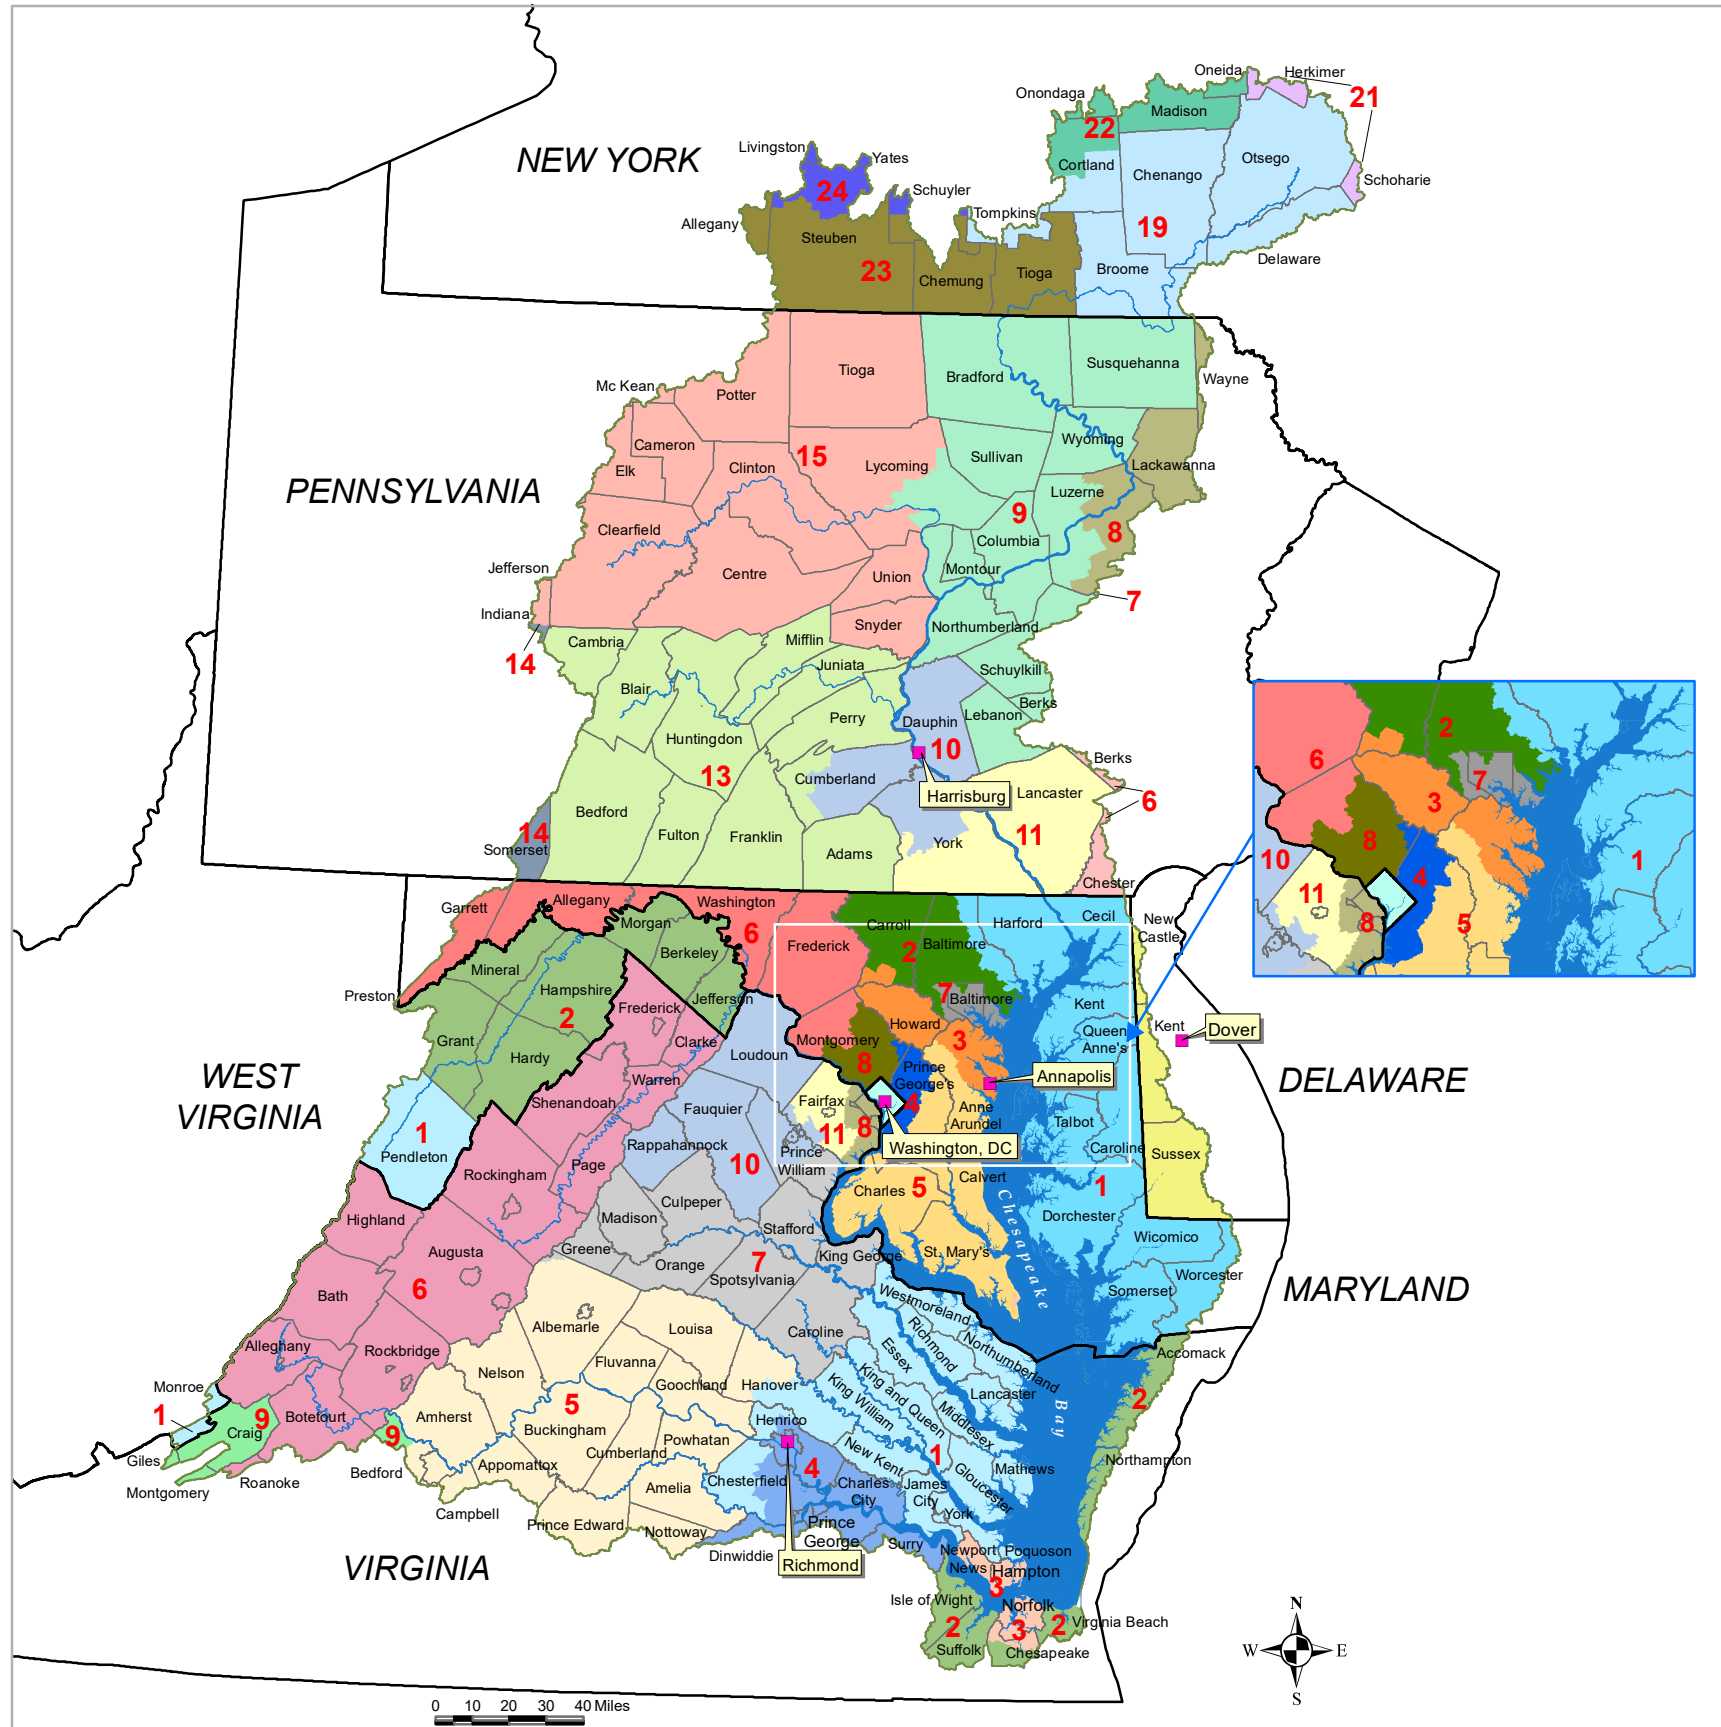 Oneida
Herkimer
Onondaga
21
Madison
22
NEW YORK
Livingston
Yates
Cortland
Chenango
Otsego
24
Schuyler
Schoharie
Allegany
Tompkins
Steuben
19
23
Chemung
Tioga
Broome
Delaware
Tioga
Bradford
Susquehanna
Wayne
Mc Kean
Potter
Cameron
15
Wyoming
Elk
Clinton
Lycoming
Sullivan
Lackawanna
PENNSYLVANIA
Luzerne
9
Clearfield
8
Columbia
Jefferson
Centre
Union
Montour
7
Indiana
Snyder
Northumberland
Cambria
Mifflin
14
Juniata
Schuylkill
Blair
Berks
Perry
Dauphin
Lebanon
Huntingdon
10
13
Cumberland
Berks
Harrisburg
Lancaster
6
Bedford
11
14
Fulton
Franklin
York
Somerset
Adams
Chester
2
6
7
3
8
10
1
11
4
8
5
Garrett
Allegany
Washington
Cecil
New
Castle
Morgan
6
Carroll
Harford
Frederick
2
Baltimore
Berkeley
Mineral
Preston
Hampshire
Jefferson
7
Baltimore
Kent
2
Frederick
Howard
Queen
Anne's
Kent
Dover
Grant
Clarke
Montgomery
3
Hardy
Loudoun
8
Prince
George's
Annapolis
WEST
VIRGINIA
Warren
DELAWARE
Shenandoah
Fairfax
4
Anne
Arundel
Fauquier
11
8
Talbot
1
Rappahannock
Washington, DC
Caroline
Pendleton
Page
10
Prince
William
Sussex
Rockingham
Charles
5
Calvert
1
Culpeper
Highland
Madison
Stafford
Dorchester
Chesapeake
Augusta
Greene
King George
St. Mary's
Wicomico
Orange
7
Spotsylvania
Worcester
MARYLAND
6
Bath
Westmoreland
Somerset
Albemarle
Louisa
Caroline
Richmond
Alleghany
Rockbridge
Essex
Northumberland
Accomack
Nelson
Fluvanna
Monroe
Goochland
Hanover
King and Queen
King William
Lancaster
2
1
9
Botetourt
Amherst
5
Henrico
Middlesex
Bay
Craig
9
Buckingham
Powhatan
New Kent
1
Giles
Cumberland
4
Mathews
Northampton
Bedford
Appomattox
Chesterfield
Charles
City
James
City
Gloucester
Roanoke
Amelia
Montgomery
Campbell
Prince Edward
Prince
George
York
Nottoway
Surry
Dinwiddie
Richmond
Newport
News
Poquoson
Hampton
VIRGINIA
3
Isle of Wight
Norfolk
2
3
2
Virginia Beach
Suffolk
Chesapeake
N
W
E
S
0
10
20
30
40 Miles